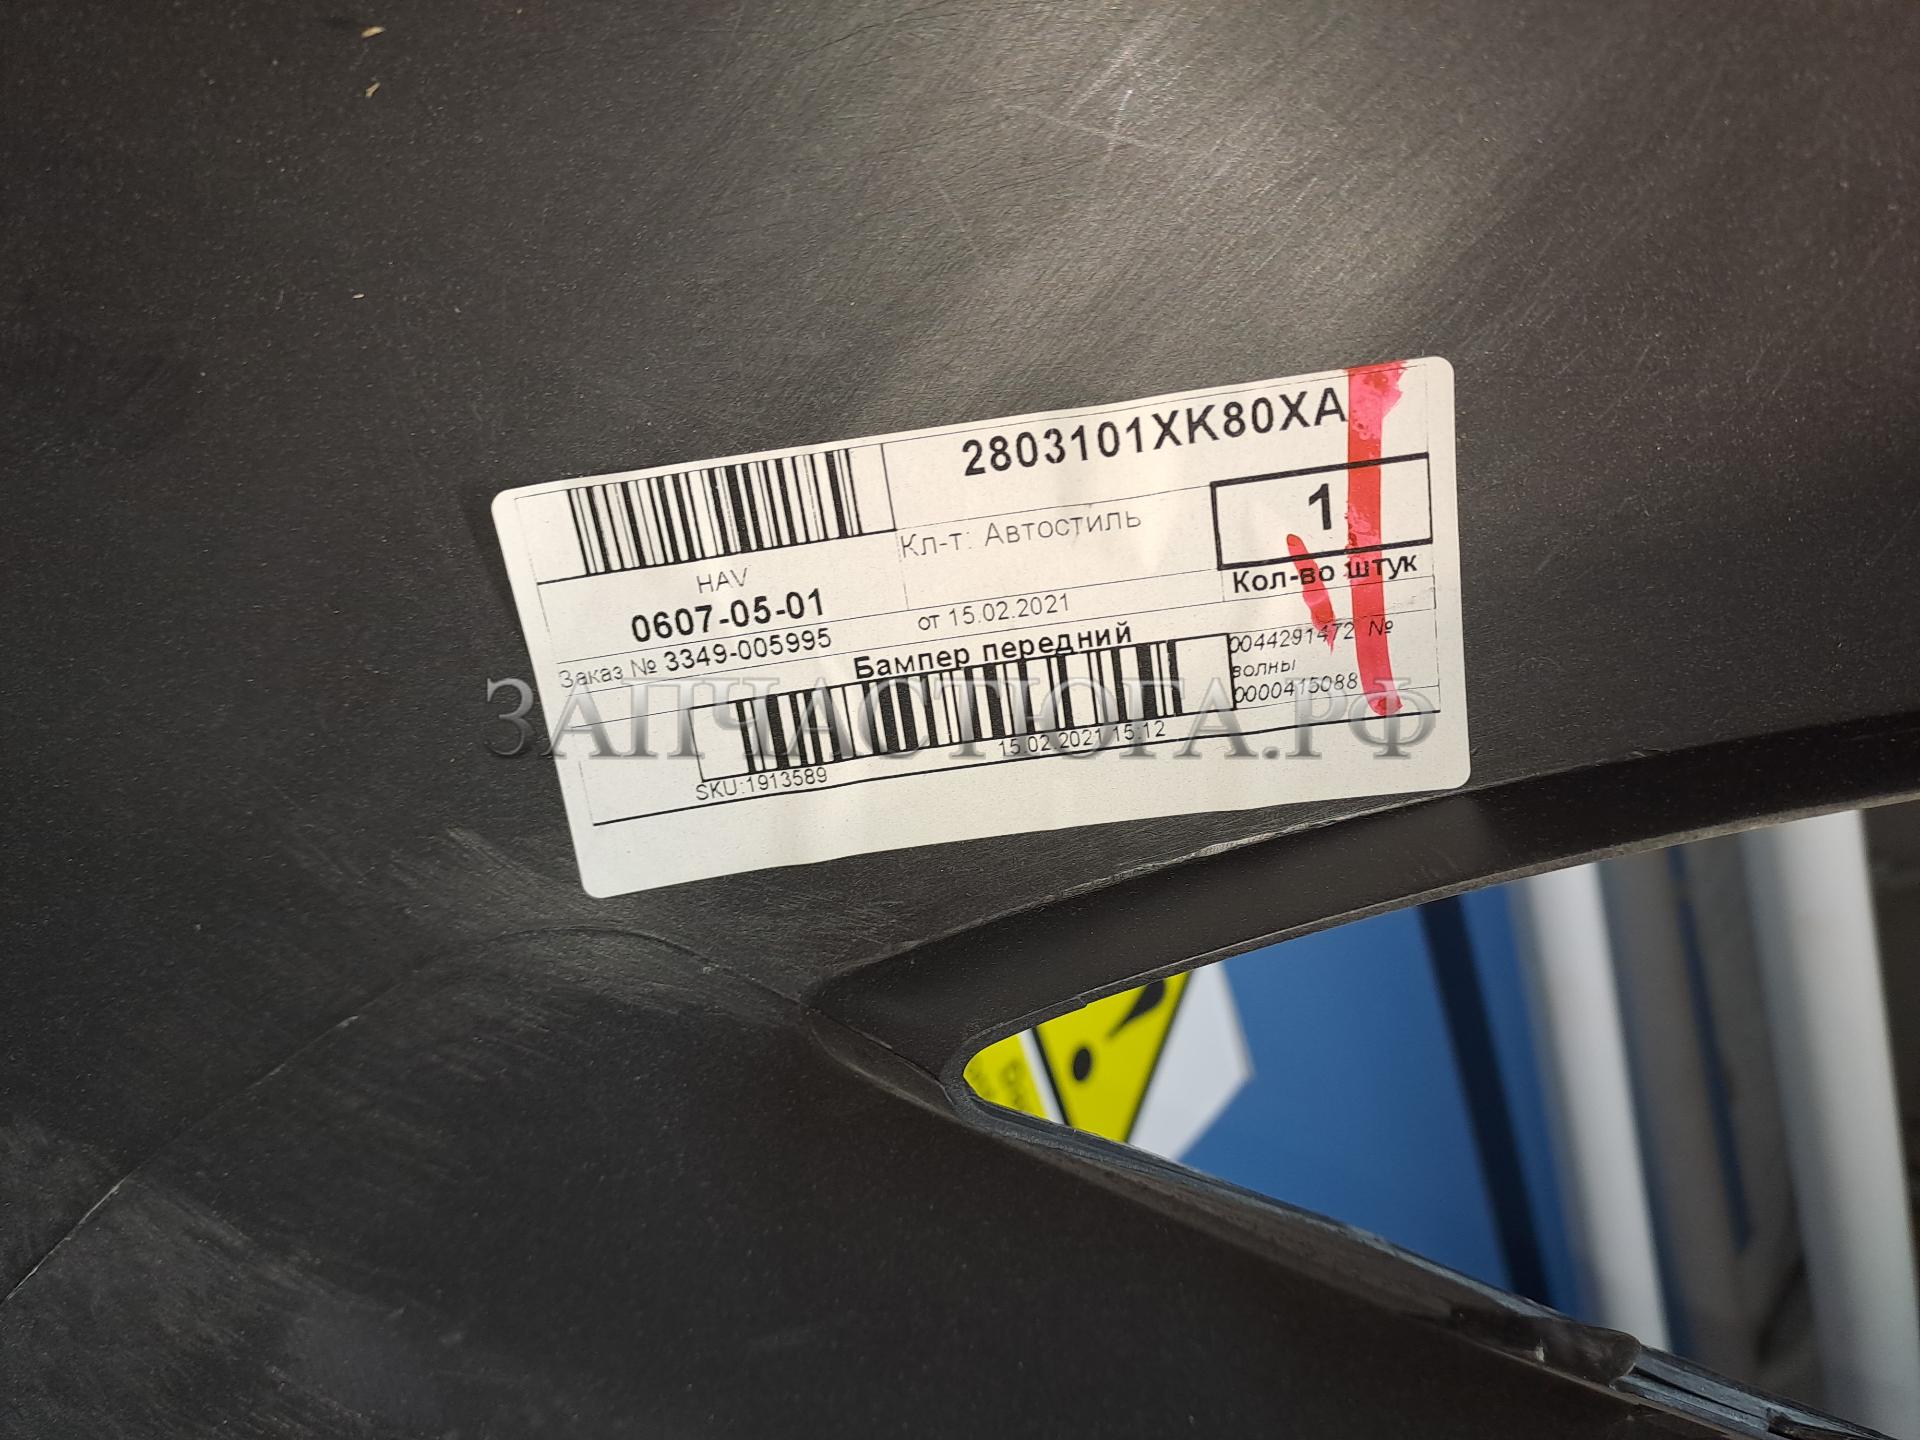 2803101XK80XA
Кл-т: Автостиль
1
Кол-во штук
HAV
0607-05-01
Заказ № 3349-005995
от 15.02.2021
Бампер передний
0044291472 №
волны
0000415088
15.02.2021 15:12
SKU:1913589
ЗАПЧАСТЮГА.РФ